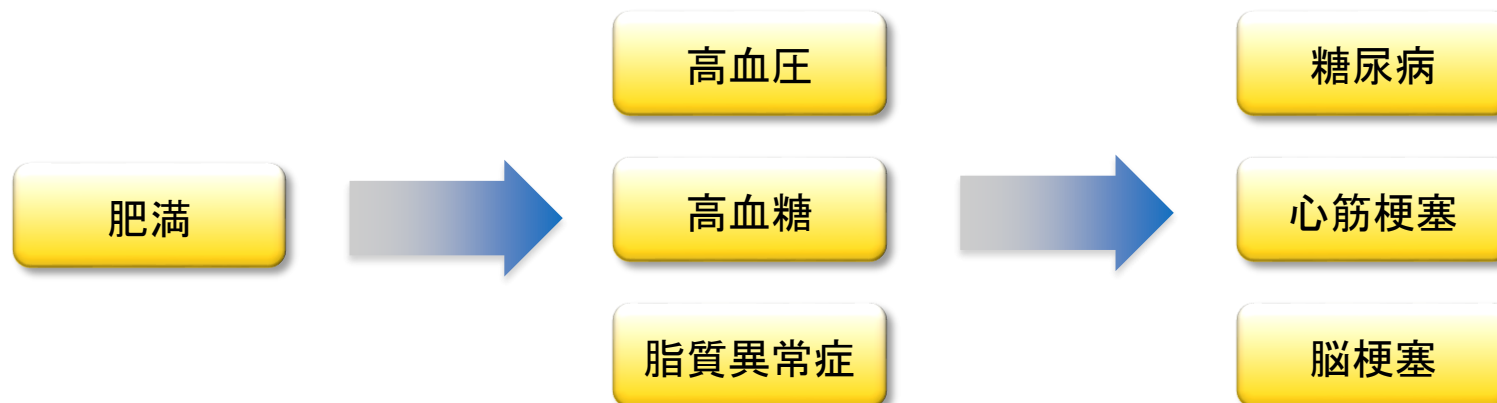 肥満
高血圧
高血糖
脂質異常症
糖尿病
心筋梗塞
脳梗塞